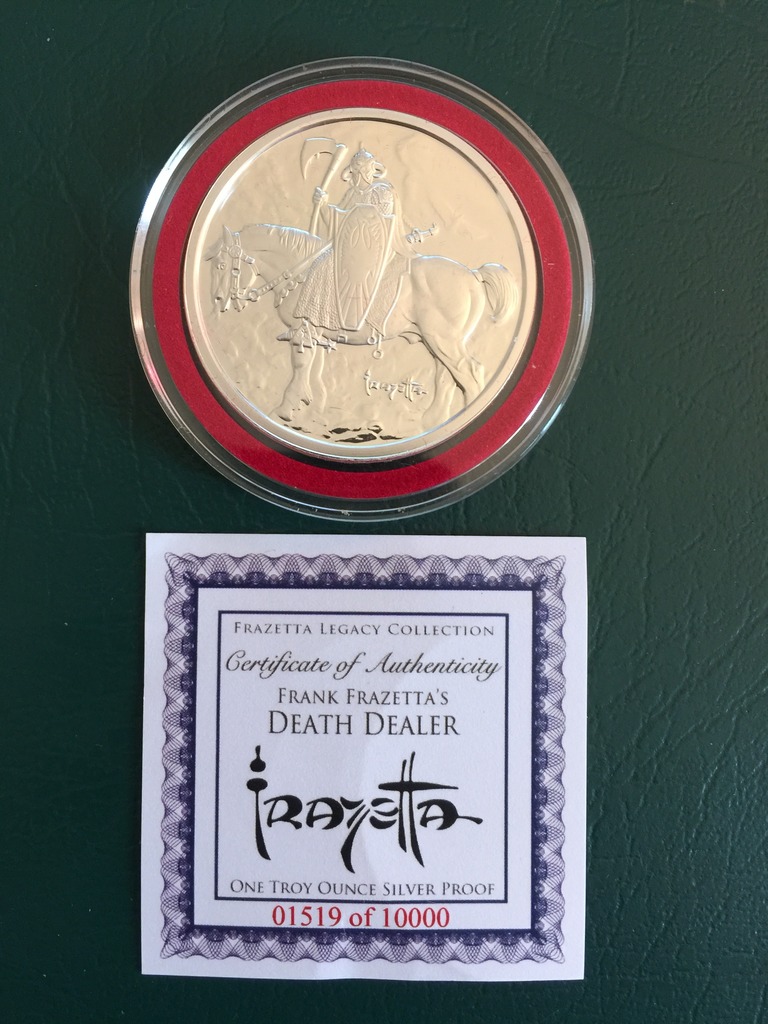 Frazetta
Frazetta Legacy Collection
Certificate of Authenticity
Frank Frazetta's
Death Dealer
Frazetta
One Troy Ounce Silver Proof
01519 of 10000